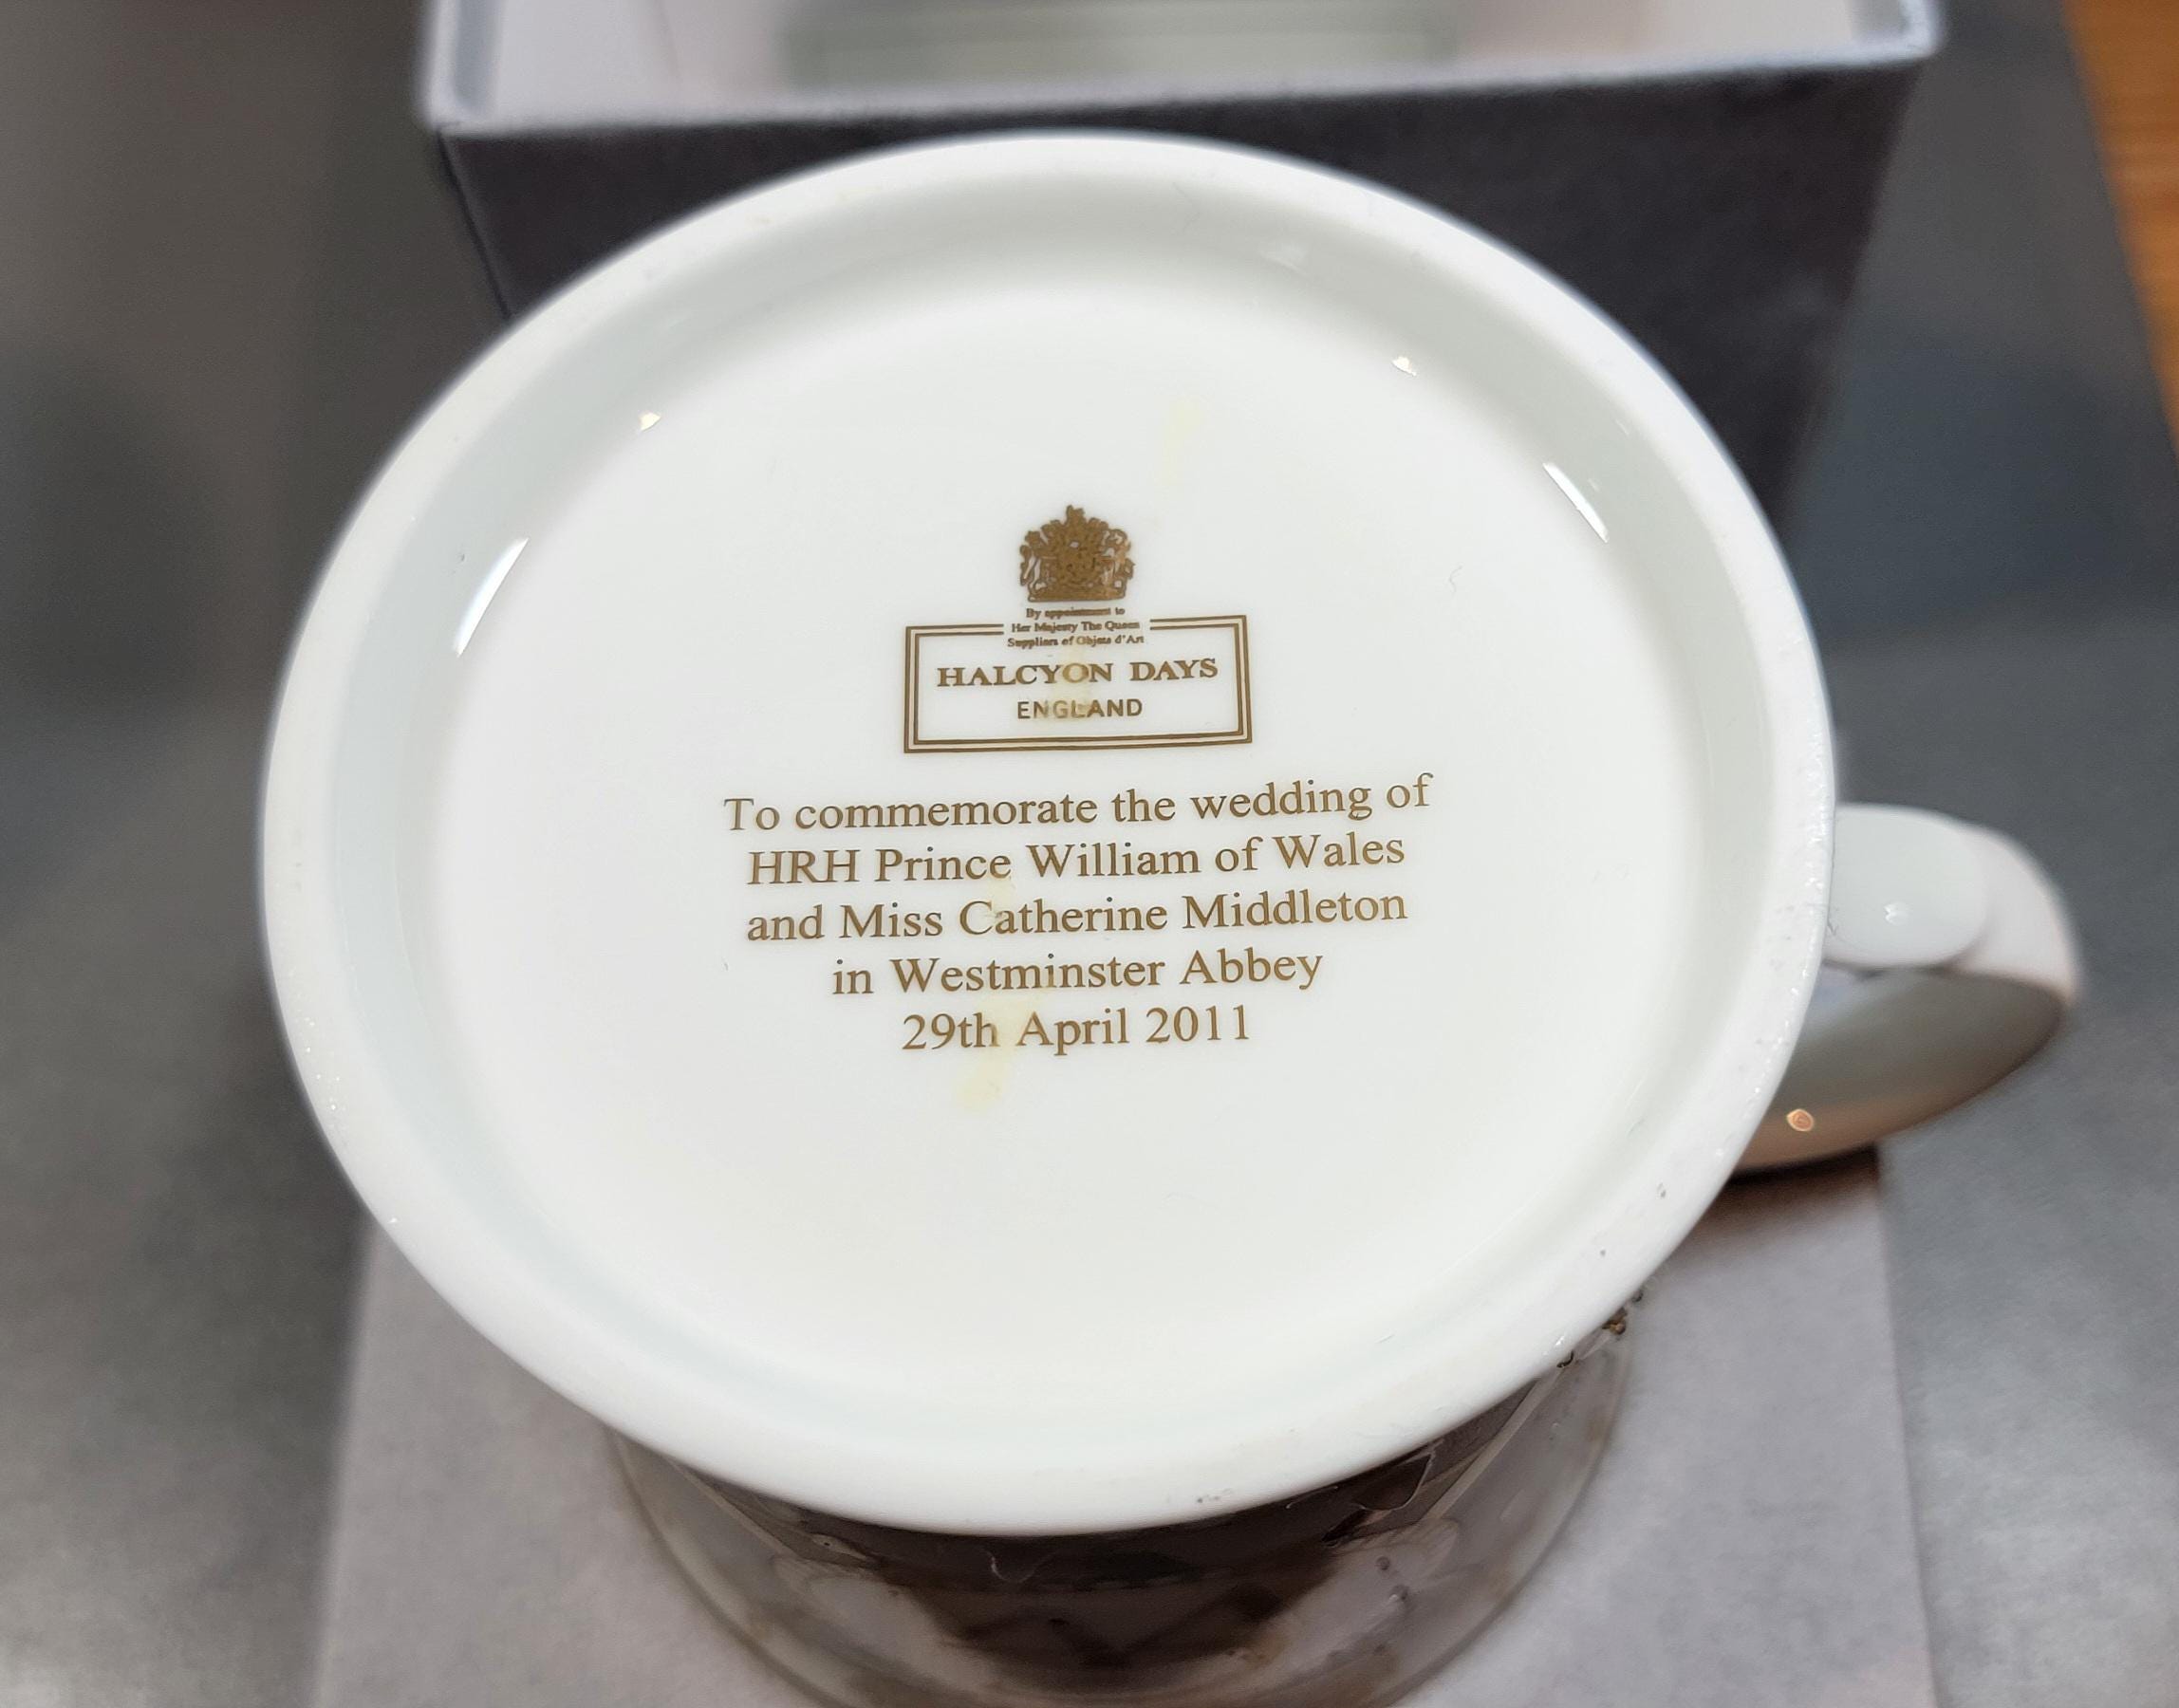 By appointment to
Her Majesty The Queen
Suppliers of Objets d'Art
HALCYON DAYS
ENGLAND
To commemorate the wedding of
HRH Prince William of Wales
and Miss Catherine Middleton
in Westminster Abbey
29th April 2011